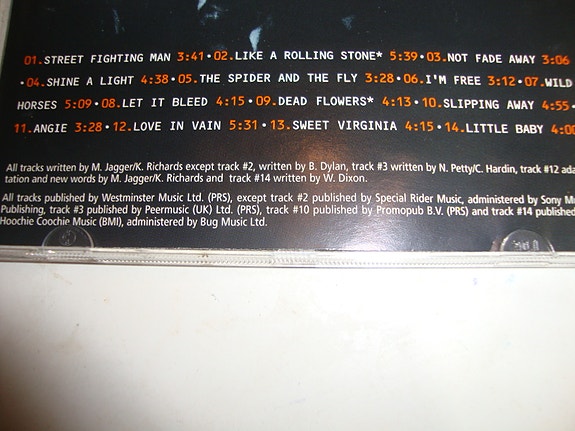 01.STREET FIGHTING MAN 3:41•02.LIKE A ROLLING STONE* 5:39•03.NOT FADE AWAY 3:06
•04.SHINE A LIGHT 4:38•05.THE SPIDER AND THE FLY 3:28•06.I'M FREE 3:12•07.WILD
HORSES 5:09•08.LET IT BLEED 4:15•09.DEAD FLOWERS* 4:13•10.SLIPPING AWAY 4:55•
11.ANGIE 3:28•12.LOVE IN VAIN 5:31•13.SWEET VIRGINIA 4:15•14.LITTLE BABY 4:00
All tracks written by M. Jagger/K. Richards except track #2, written by B. Dylan, track #3 written by N. Petty/C. Hardin, track #12 ada
tation and new words by M. Jagger/K. Richards and track #14 written by W. Dixon.
All tracks published by Westminster Music Ltd. (PRS), except track #2 published by Special Rider Music, administered by Sony Mu
Publishing, track #3 published by Peermusic (UK) Ltd. (PRS), track #10 published by Promopub B.V. (PRS) and track #14 published
Hoochie Coochie Music (BMI), administered by Bug Music Ltd.